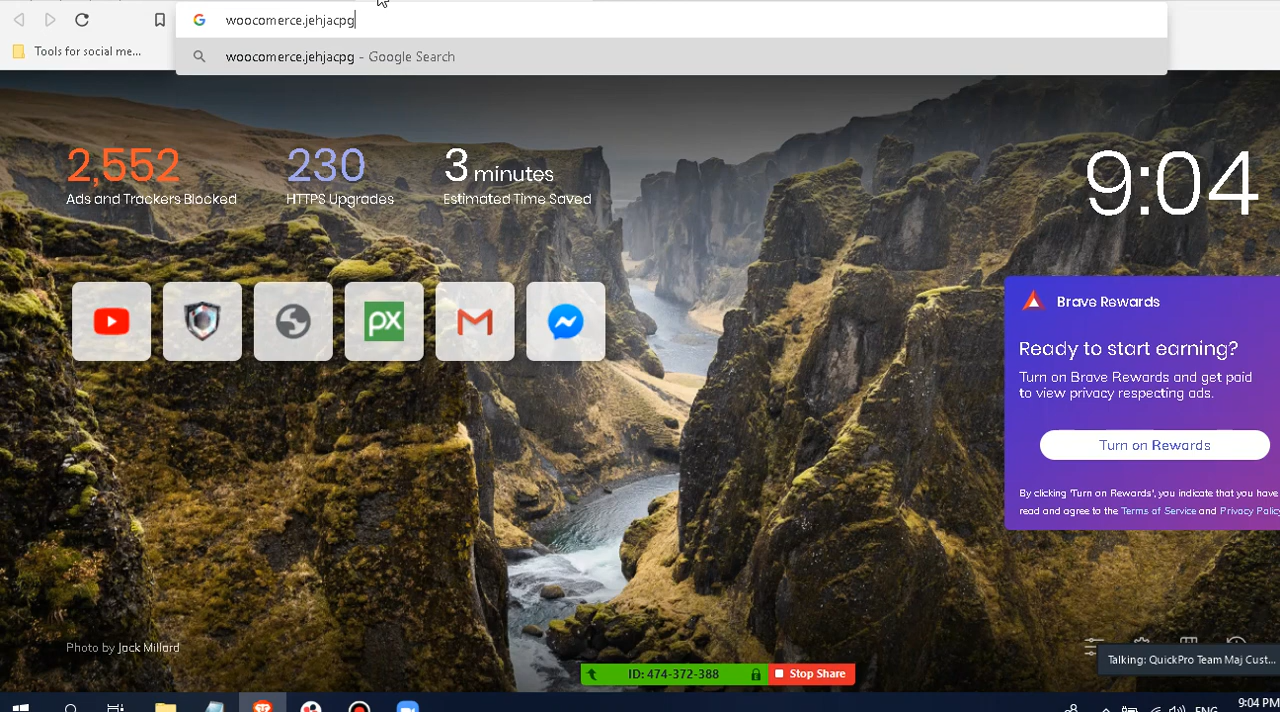 woocomerce.jehjacpg
Tools for social me...
woocomerce.jehjacpg - Google Search
2,552
Ads and Trackers Blocked
230
HTTPS Upgrades
3 minutes
Estimated Time Saved
9:04
px
Brave Rewards
Ready to start earning?
Turn on Brave Rewards and get paid
to view privacy respecting ads.
Turn on Rewards
By clicking 'Turn on Rewards', you indicate that you have
read and agree to the Terms of Service and Privacy Policy
Photo by Jack Millard
Talking: QuickPro Team Maj Cust...
ID: 474-372-388
Stop Share
ENG
9:04 PM